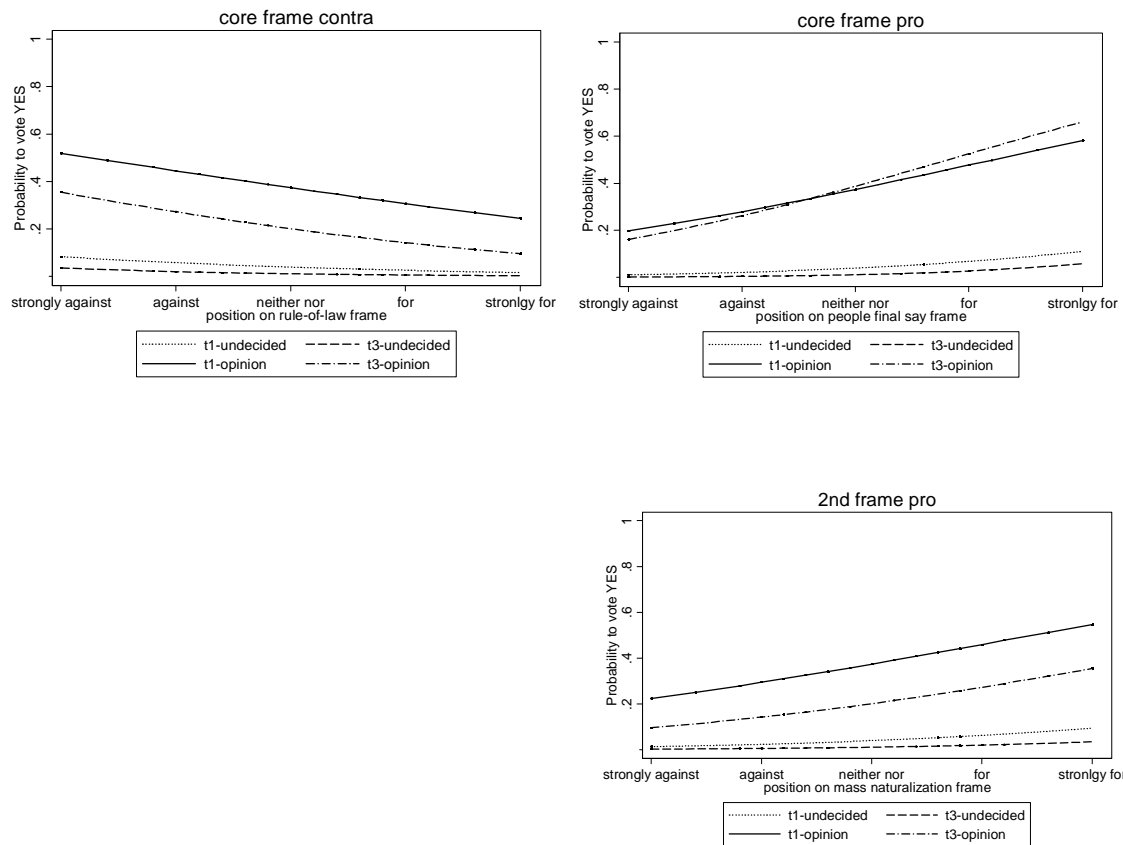 core frame contra
Probability to vote YES
1
.8
.6
.4
.2
strongly against against neither nor for stronlgy for
position on rule-of-law frame
t1-undecided t3-undecided
t1-opinion t3-opinion
core frame pro
Probability to vote YES
1
.8
.6
.4
.2
strongly against against neither nor for stronlgy for
position on people final say frame
t1-undecided t3-undecided
t1-opinion t3-opinion
2nd frame pro
Probability to vote YES
1
.8
.6
.4
.2
strongly against against neither nor for stronlgy for
position on mass naturalization frame
t1-undecided t3-undecided
t1-opinion t3-opinion